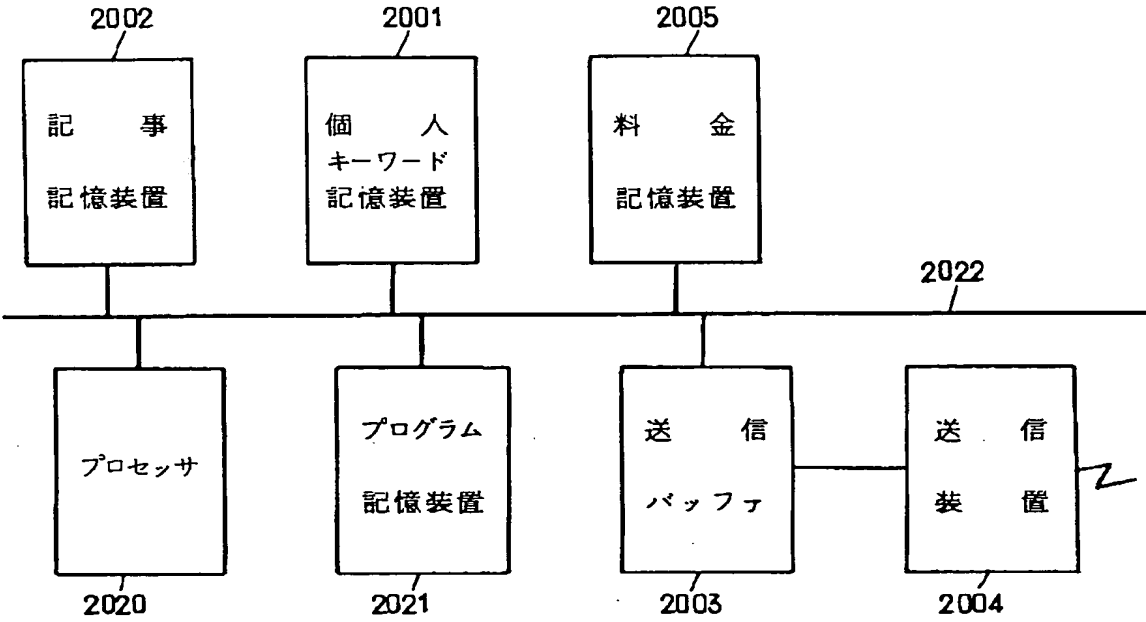 2002
2001
2005
記事
記憶装置
個人
キーワード
記憶装置
料金
記憶装置
2022
プロセッサ
プログラム
記憶装置
送信
バッファ
送信
装置
2020
2021
2003
2004